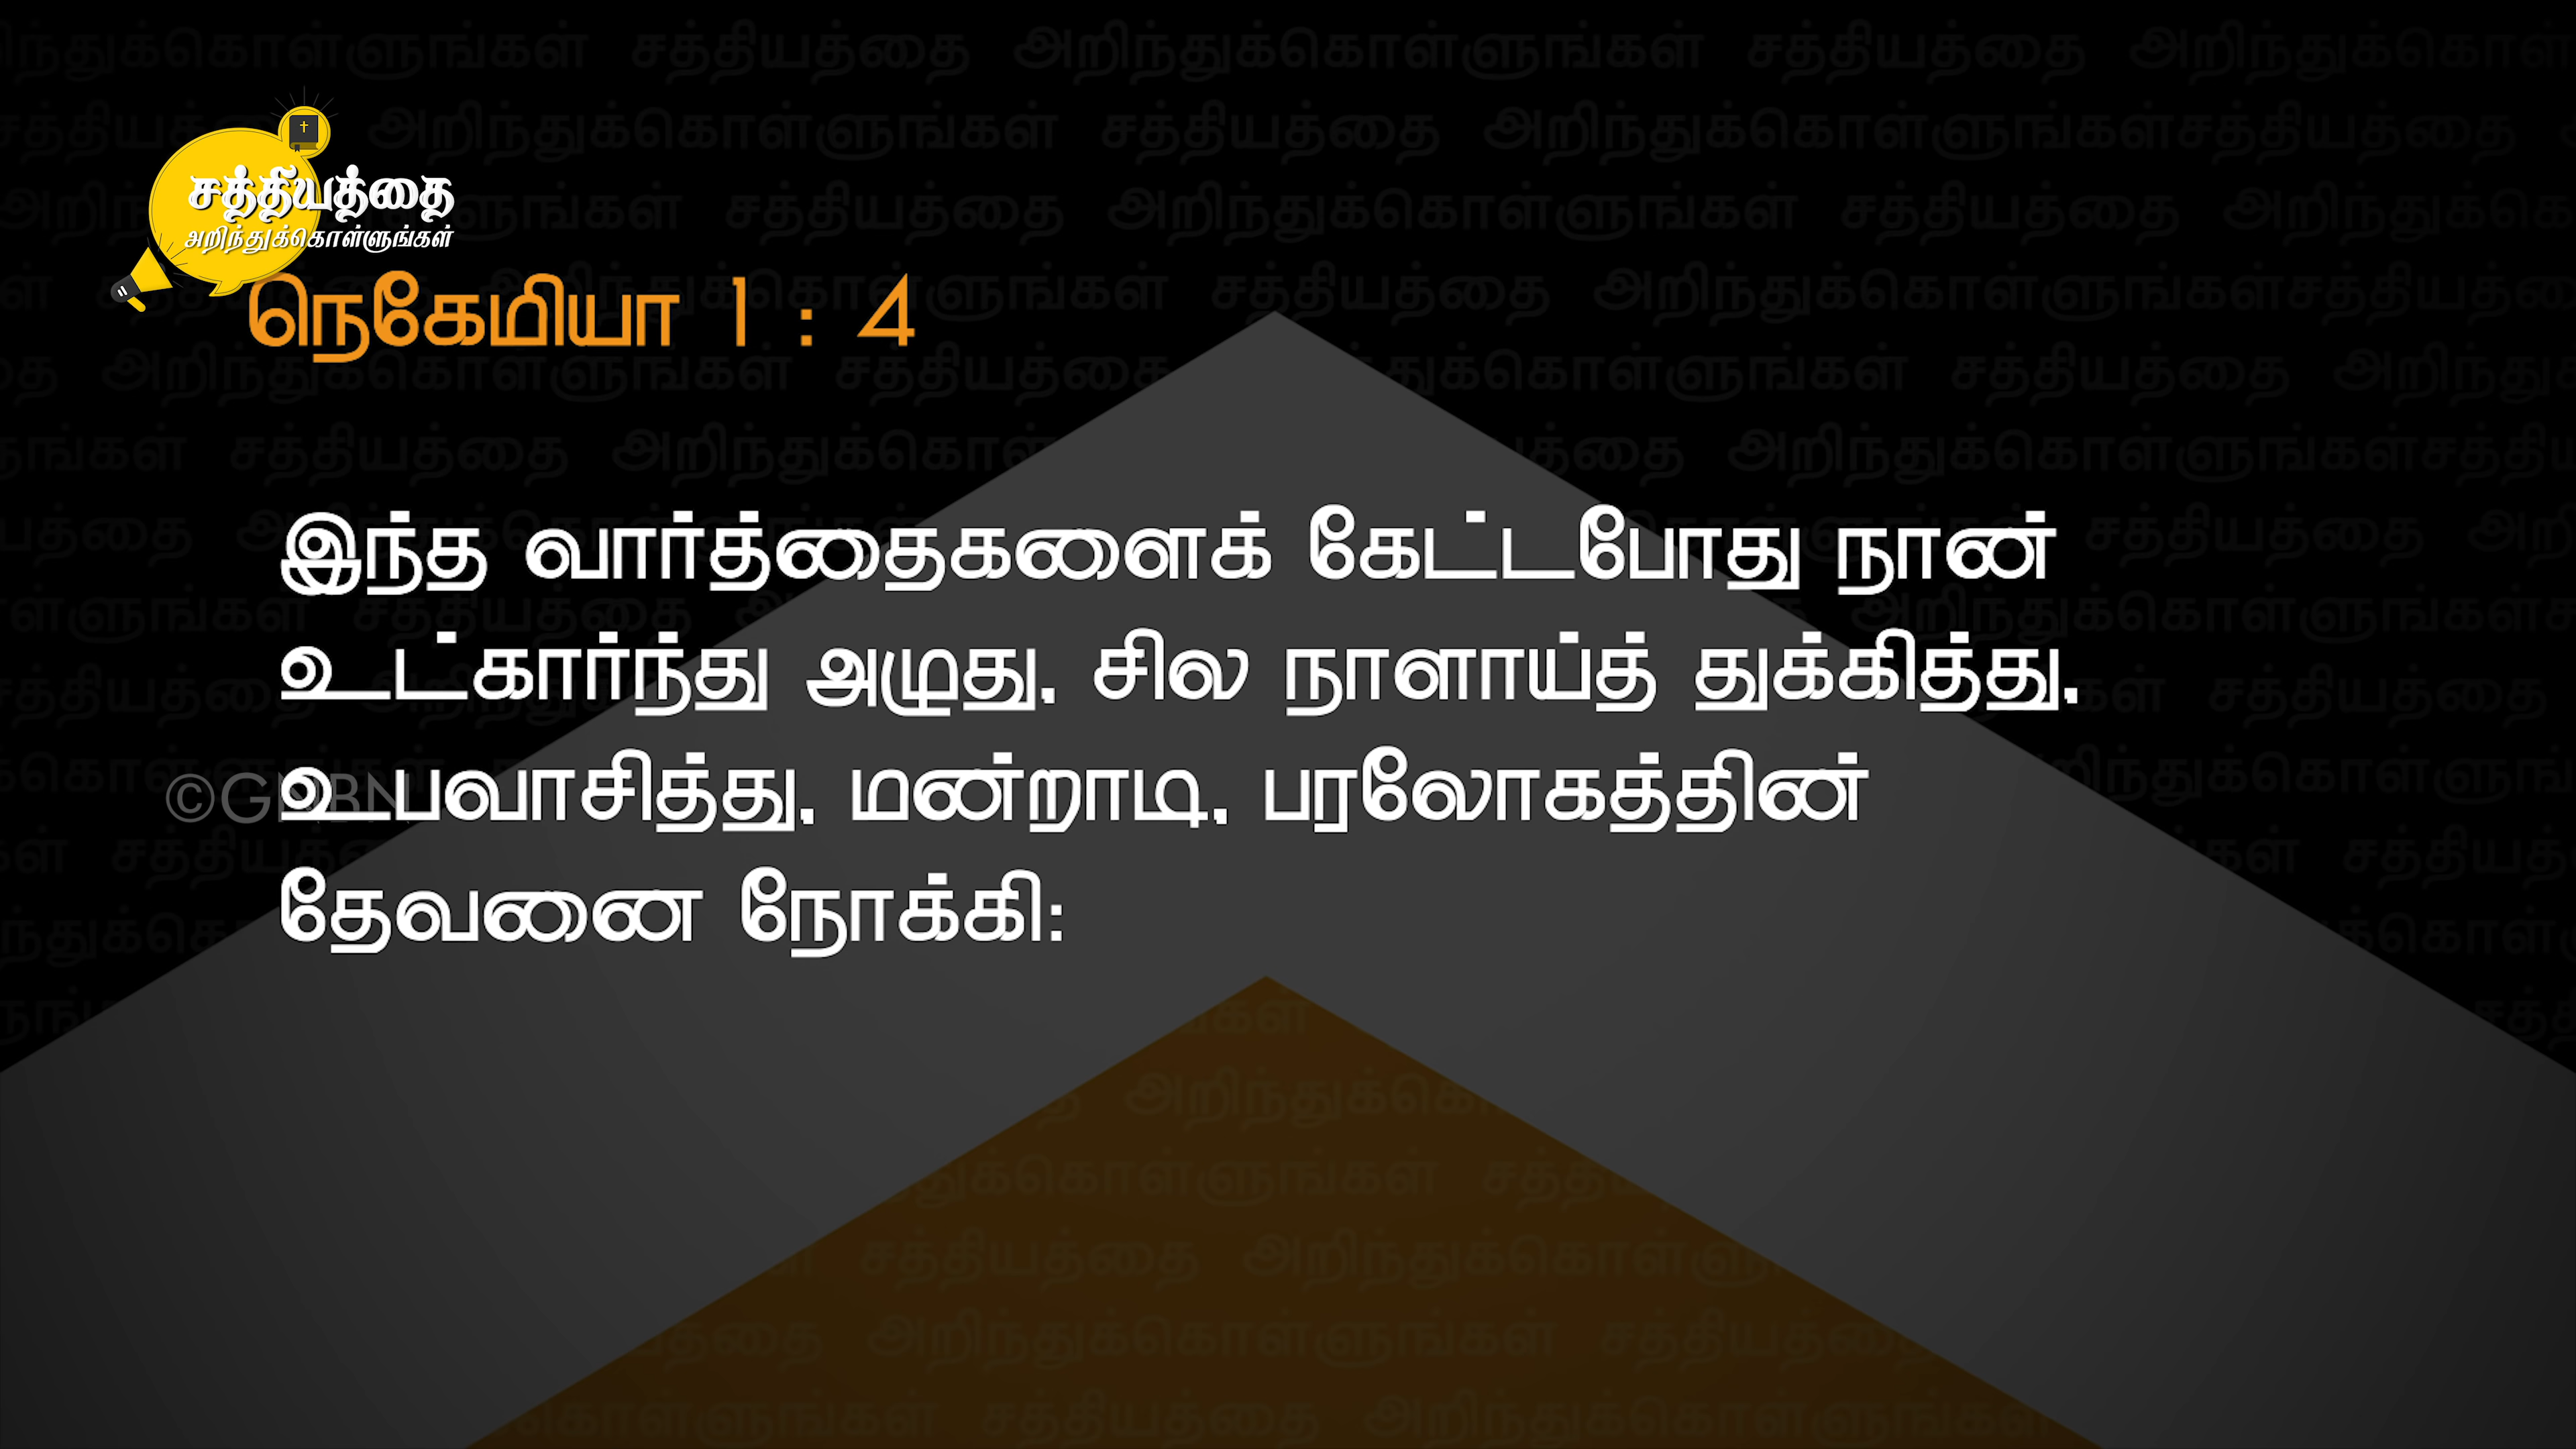 சத்தியத்தை
அறிந்துக்கொள்ளுங்கள்
நெகேமியா 1 : 4
இந்த வார்த்தைகளைக் கேட்டபோது நான்
உட்கார்ந்து அழுது, சில நாளாய்த் துக்கித்து,
உபவாசித்து, மன்றாடி, பரலோகத்தின்
தேவனை நோக்கி: